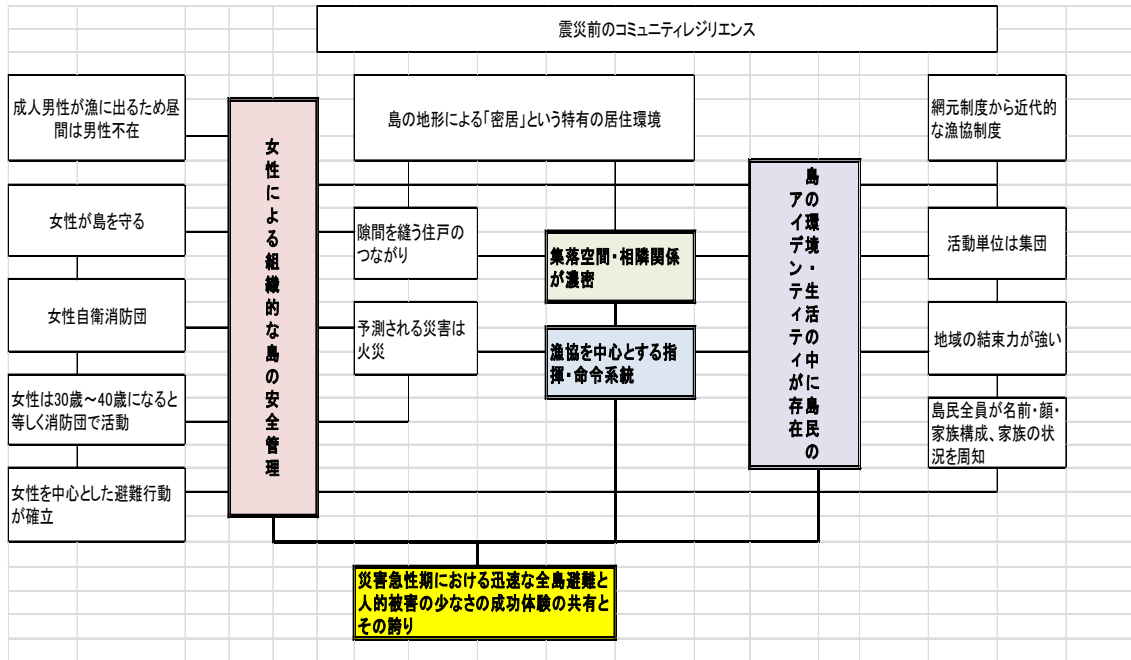 震災前のコミュニティレジリエンス
成人男性が漁に出るため昼
間は男性不在
女性が島を守る
女性自衛消防団
女性は30歳～40歳になると
等しく消防団で活動
女性を中心とした避難行動
が確立
女性による組織的な島の安全管理
島の地形による「密居」という特有の居住環境
隙間を縫う住戸の
つながり
予測される災害は
火災
集落空間・相隣関係
が濃密
漁協を中心とする指
揮・命令系統
島の環境・生活の中に島民の
アイデンティティが存在
網元制度から近代的
な漁協制度
活動単位は集団
地域の結束力が強い
島民全員が名前・顔・
家族構成、家族の状
況を周知
災害急性期における迅速な全島避難と
人的被害の少なさの成功体験の共有と
その誇り